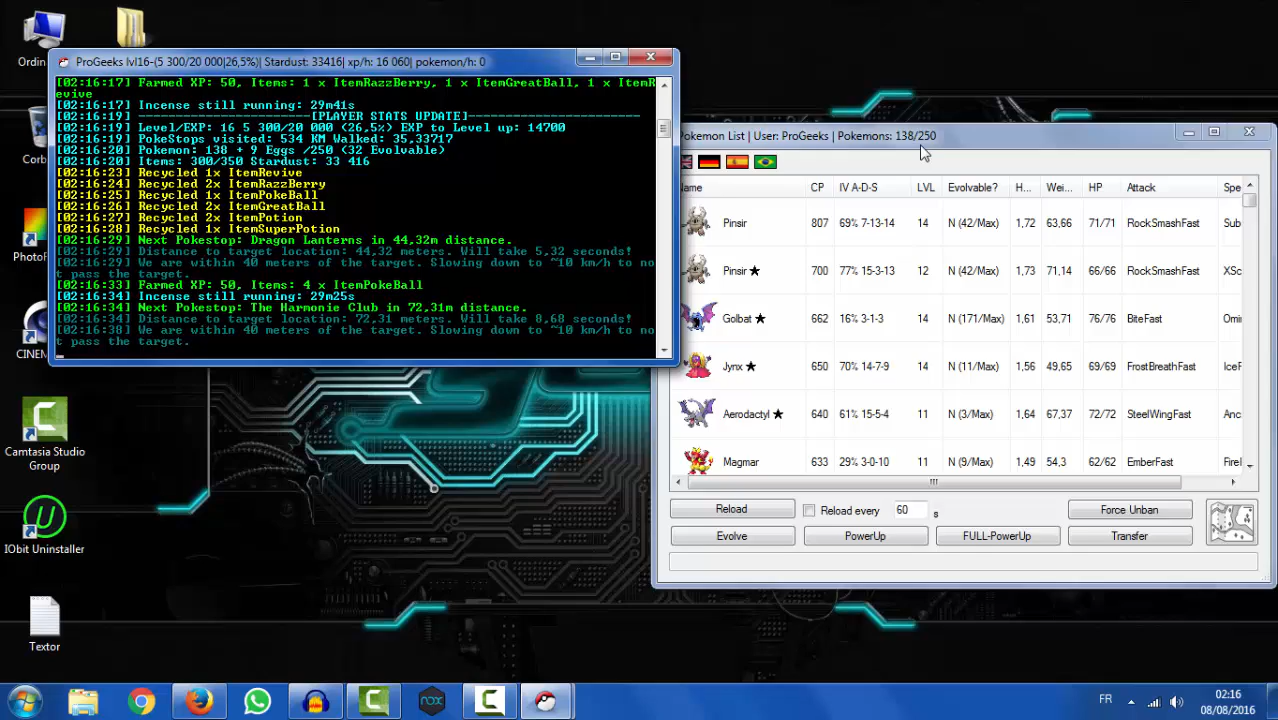 Ordin
Corb
PhotoF
CINE
Camtasia Studio
Group
IObit Uninstaller
Textor
ProGeeks lvl16-(5 300/20 000|26,5%)| Stardust: 33416| xp/h: 16 060| pokemon/h: 0
[02:16:17] Farmed XP: 50, Items: 1 x ItemRazzBerry, 1 x ItemGreatBall, 1 x ItemR
evive
[02:16:17] Incense still running: 29m41s
[02:16:19] -----------------------[PLAYER STATS UPDATE]-----------------------
[02:16:19] Level/EXP: 16 5 300/20 000 (26,5%) EXP to Level up: 14700
[02:16:19] PokeStops visited: 534 KM Walked: 35,33717
[02:16:20] Pokemon: 138 + 9 Eggs /250 (32 Evolvable)
[02:16:20] Items: 300/350 Stardust: 33 416
[02:16:23] Recycled 1x ItemRevive
[02:16:24] Recycled 2x ItemRazzBerry
[02:16:25] Recycled 1x ItemPokeBall
[02:16:26] Recycled 2x ItemGreatBall
[02:16:27] Recycled 2x ItemPotion
[02:16:28] Recycled 1x ItemSuperPotion
[02:16:29] Next Pokestop: Dragon Lanterns in 44,32m distance.
[02:16:29] Distance to target location: 44,32 meters. Will take 5,32 seconds!
[02:16:29] We are within 40 meters of the target. Slowing down to ~10 km/h to no
t pass the target.
[02:16:33] Farmed XP: 50, Items: 4 x ItemPokeBall
[02:16:34] Incense still running: 29m25s
[02:16:34] Next Pokestop: The Harmonie Club in 72,31m distance.
[02:16:34] Distance to target location: 72,31 meters. Will take 8,68 seconds!
[02:16:38] We are within 40 meters of the target. Slowing down to ~10 km/h to no
t pass the target.
Pokemon List | User: ProGeeks | Pokemons: 138/250
Name CP IV A-D-S LVL Evolvable? H... Wei... HP Attack Spe
Pinsir 807 69% 7-13-14 14 N (42/Max) 1,72 63,66 71/71 RockSmashFast Sub
Pinsir ★ 700 77% 15-3-13 12 N (42/Max) 1,73 71,14 66/66 RockSmashFast XSc
Golbat ★ 662 16% 3-1-3 14 N (171/Max) 1,61 53,71 76/76 BiteFast Omi
Jynx ★ 650 70% 14-7-9 14 N (11/Max) 1,56 49,65 69/69 FrostBreathFast IceF
Aerodactyl ★ 640 61% 15-5-4 11 N (3/Max) 1,64 67,37 72/72 SteelWingFast Anc
Magmar 633 29% 3-0-10 11 N (9/Max) 1,49 54,3 62/62 EmberFast Firel
Reload Reload every 60 s Force Unban
Evolve PowerUp FULL-PowerUp Transfer
nox
FR
02:16
08/08/2016